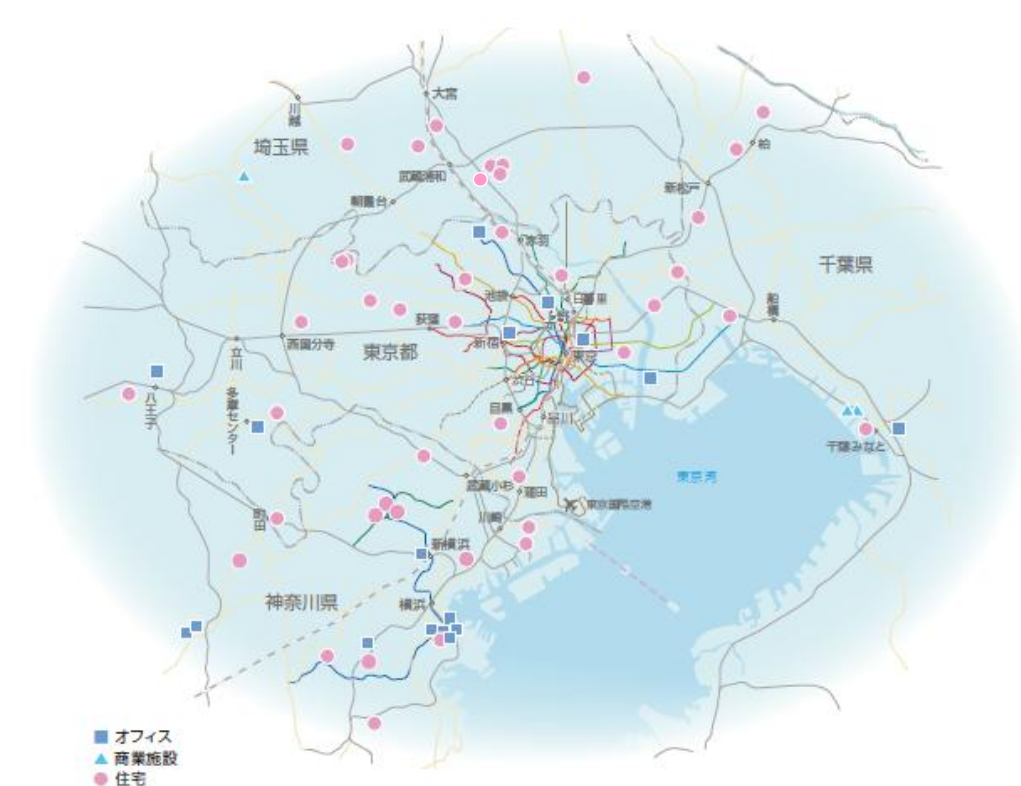 大宮
川越
埼玉県
柏
武蔵浦和
新松戸
朝霞台
赤羽
千葉県
池袋
日暮里
船橋
上野
荻窪
新宿
東京
西国分寺
東京都
立川
渋谷
八王子
多摩センター
目黒
品川
千葉みなと
武蔵小杉
蒲田
東京湾
東京国際空港
町田
川崎
新横浜
神奈川県
横浜
オフィス
商業施設
住宅